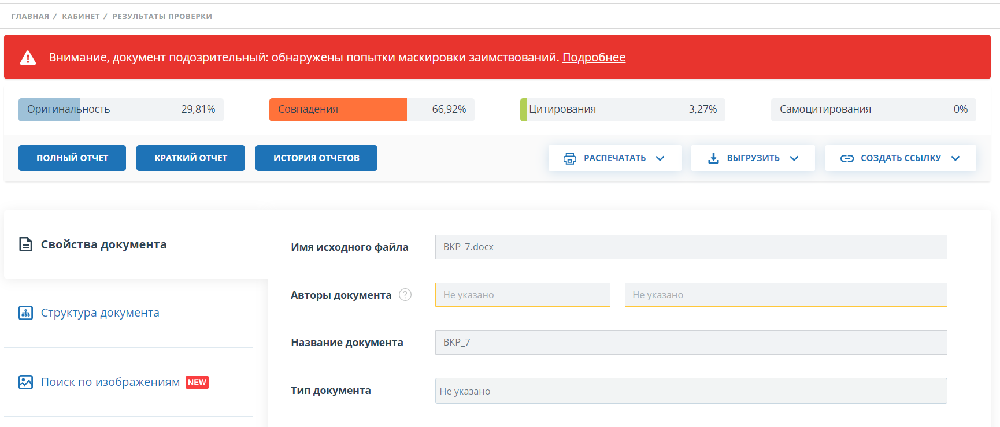 ГЛАВНАЯ / КАБИНЕТ / РЕЗУЛЬТАТЫ ПРОВЕРКИ
Внимание, документ подозрительный: обнаружены попытки маскировки заимствований. Подробнее
Оригинальность 29,81% Совпадения 66,92% Цитирования 3,27% Самоцитирования 0%
ПОЛНЫЙ ОТЧЕТ КРАТКИЙ ОТЧЕТ ИСТОРИЯ ОТЧЕТОВ РАСПЕЧАТАТЬ ВЫГРУЗИТЬ СОЗДАТЬ ССЫЛКУ
Свойства документа
Структура документа
Поиск по изображениям NEW
Имя исходного файла ВКР_7.docx
Авторы документа ? Не указано Не указано
Название документа ВКР_7
Тип документа Не указано